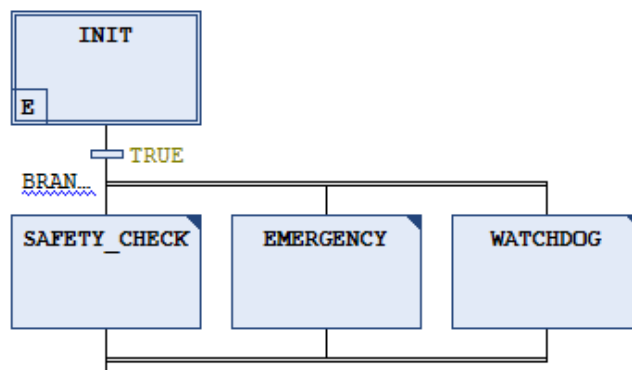 INIT
E
TRUE
BRAN...
SAFETY_CHECK
EMERGENCY
WATCHDOG